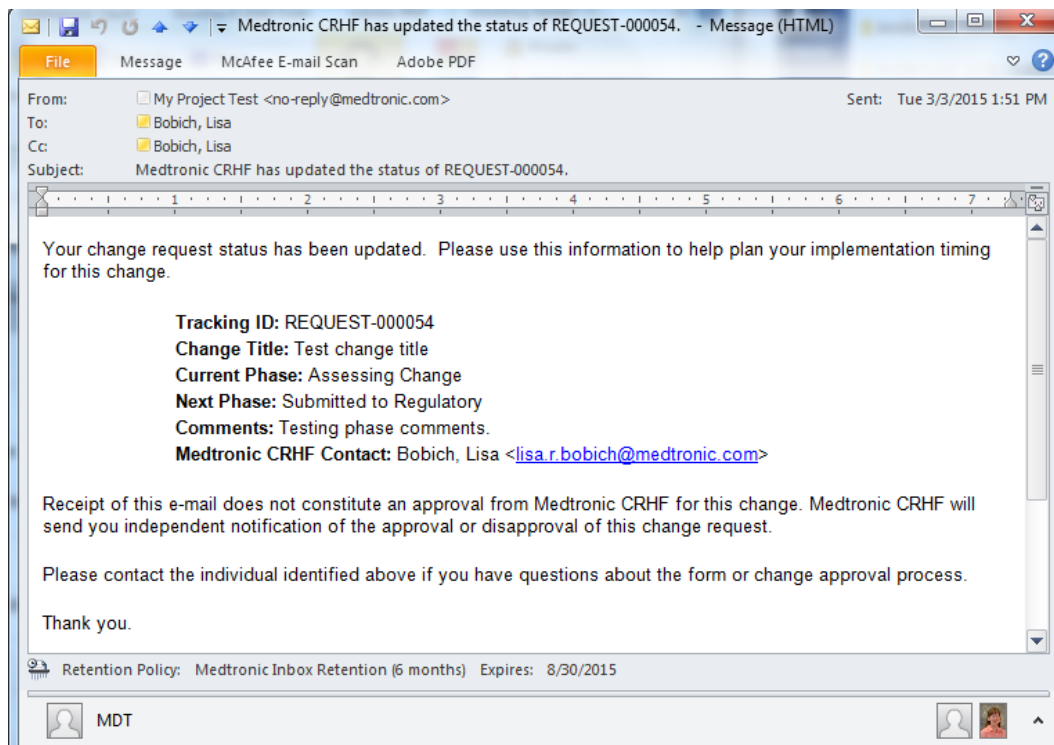 Medtronic CRHF has updated the status of REQUEST-000054. - Message (HTML)
File Message McAfee E-mail Scan Adobe PDF
From: My Project Test <no-reply@medtronic.com> Sent: Tue 3/3/2015 1:51 PM
To: Bobich, Lisa
Cc: Bobich, Lisa
Subject: Medtronic CRHF has updated the status of REQUEST-000054.
1 2 3 4 5 6 7
Your change request status has been updated.  Please use this information to help plan your implementation timing
for this change.
Tracking ID: REQUEST-000054
Change Title: Test change title
Current Phase: Assessing Change
Next Phase: Submitted to Regulatory
Comments: Testing phase comments.
Medtronic CRHF Contact: Bobich, Lisa <lisa.r.bobich@medtronic.com>
Receipt of this e-mail does not constitute an approval from Medtronic CRHF for this change. Medtronic CRHF will
send you independent notification of the approval or disapproval of this change request.
Please contact the individual identified above if you have questions about the form or change approval process.
Thank you.
Retention Policy: Medtronic Inbox Retention (6 months) Expires: 8/30/2015
MDT